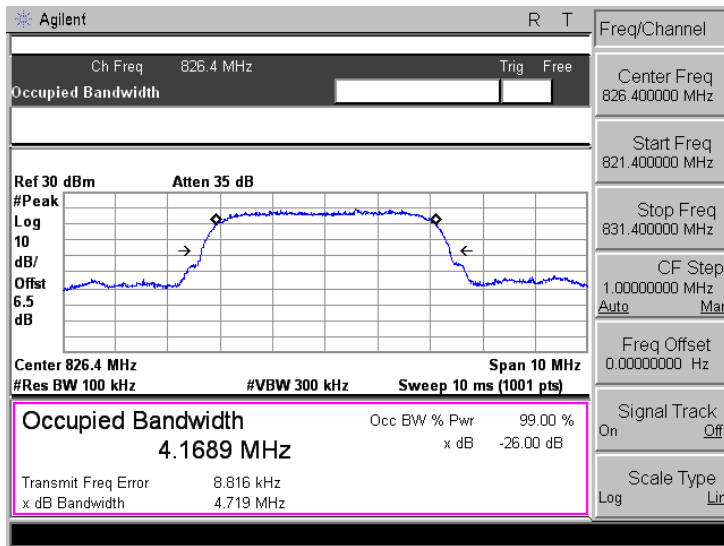 Agilent R T
Freq/Channel
Ch Freq 826.4 MHz Trig Free
Occupied Bandwidth
Center Freq
826.400000 MHz
Start Freq
821.400000 MHz
Stop Freq
831.400000 MHz
CF Step
1.00000000 MHz
Auto Man
Freq Offset
0.00000000 Hz
Signal Track
On Off
Scale Type
Log Lin
Ref 30 dBm Atten 35 dB
#Peak
Log
10
dB/
Offst
6.5
dB
Center 826.4 MHz Span 10 MHz
#Res BW 100 kHz #VBW 300 kHz Sweep 10 ms (1001 pts)
Occupied Bandwidth Occ BW % Pwr 99.00 %
4.1689 MHz x dB -26.00 dB
Transmit Freq Error 8.816 kHz
x dB Bandwidth 4.719 MHz